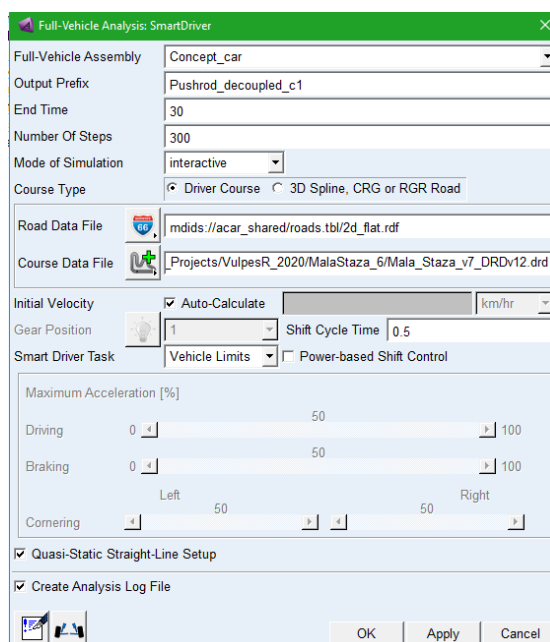 Full-Vehicle Analysis: SmartDriver
Full-Vehicle Assembly Concept_car
Output Prefix Pushrod_decoupled_c1
End Time 30
Number Of Steps 300
Mode of Simulation interactive
Course Type Driver Course 3D Spline, CRG or RGR Road
Road Data File 66 mdids://acar_shared/roads.tbl/2d_flat.rdf
Course Data File _Projects/VulpesR_2020/MalaStaza_6/Mala_Staza_v7_DRDv12.drd
Initial Velocity Auto-Calculate km/hr
Gear Position 1 Shift Cycle Time 0.5
Smart Driver Task Vehicle Limits Power-based Shift Control
Maximum Acceleration [%]
50
Driving 0 100
50
Braking 0 100
Left Right
50 50
Cornering
Quasi-Static Straight-Line Setup
Create Analysis Log File
OK Apply Cancel